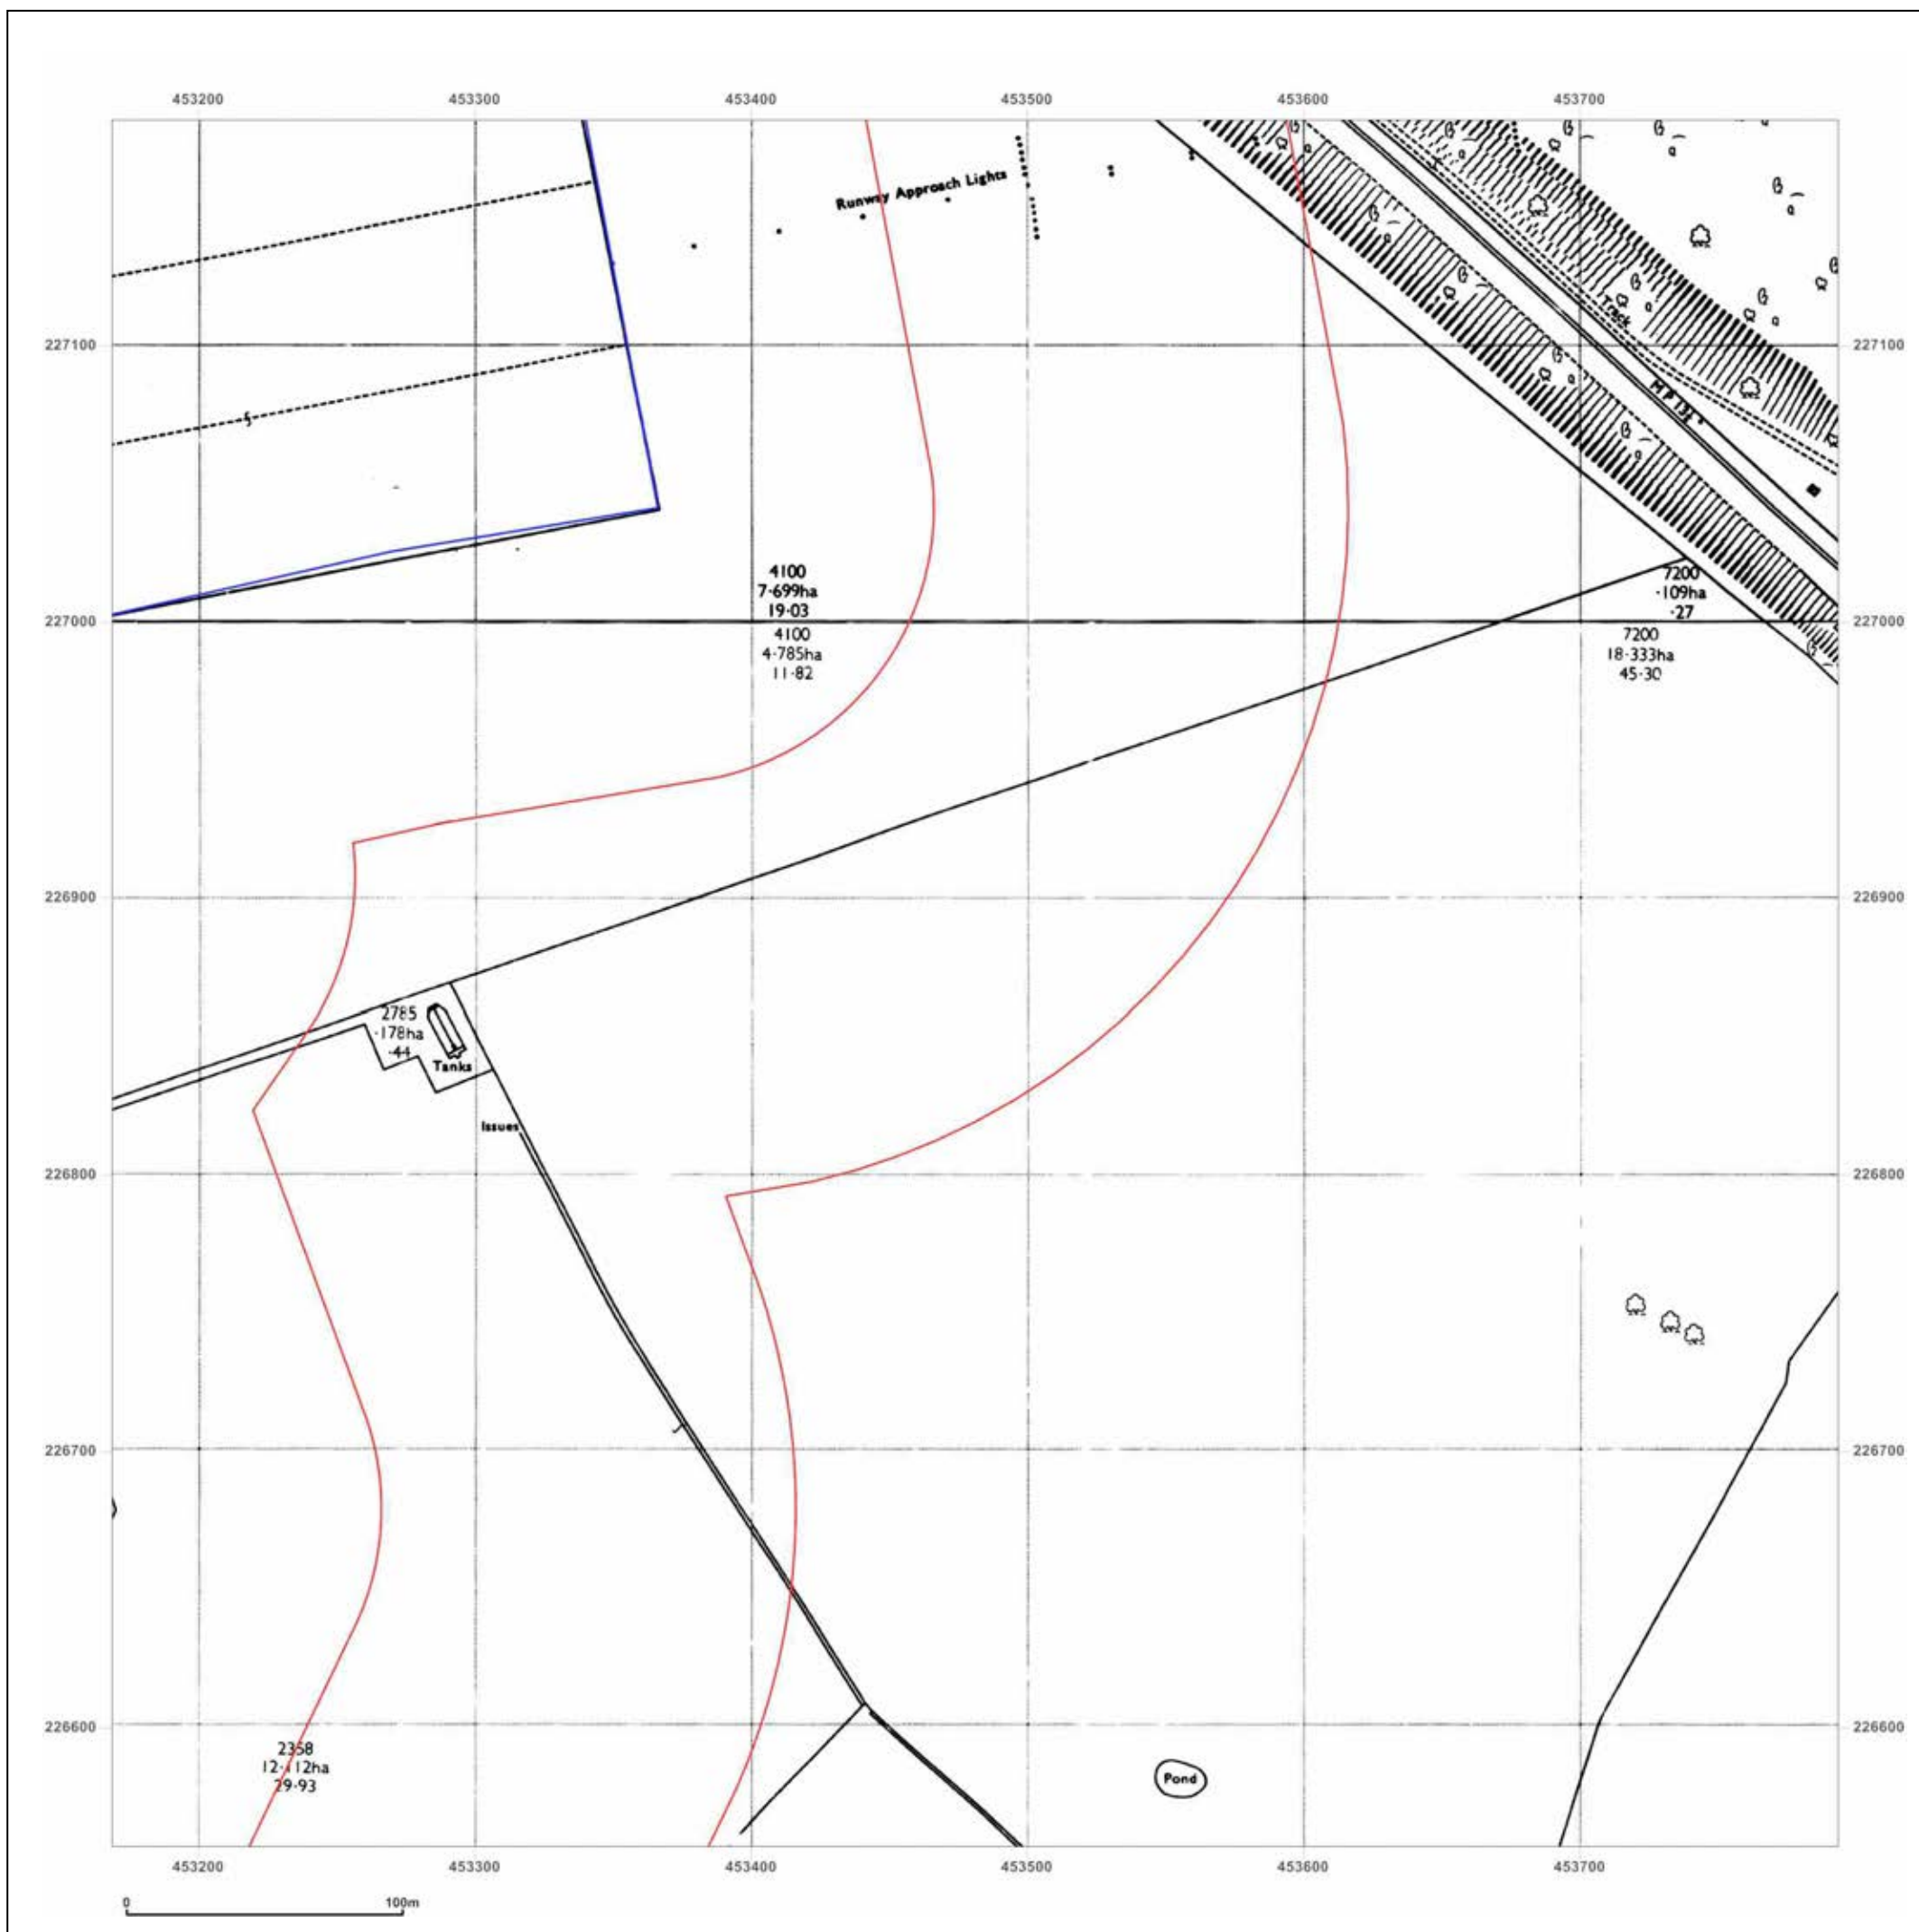 453200 453300 453400 453500 453600 453700
Runway Approach Lights
Track
227100 227100
M P 132
4100
7·699ha
19·03
7200
·109ha
·27
227000 227000
4100
4·785ha
11·82
7200
18·333ha
45·30
226900 226900
2785
·178ha
·44
Tanks
Issues
226800 226800
226700 226700
226600 226600
2358
12·112ha
29·93
Pond
453200 453300 453400 453500 453600 453700
0 100m